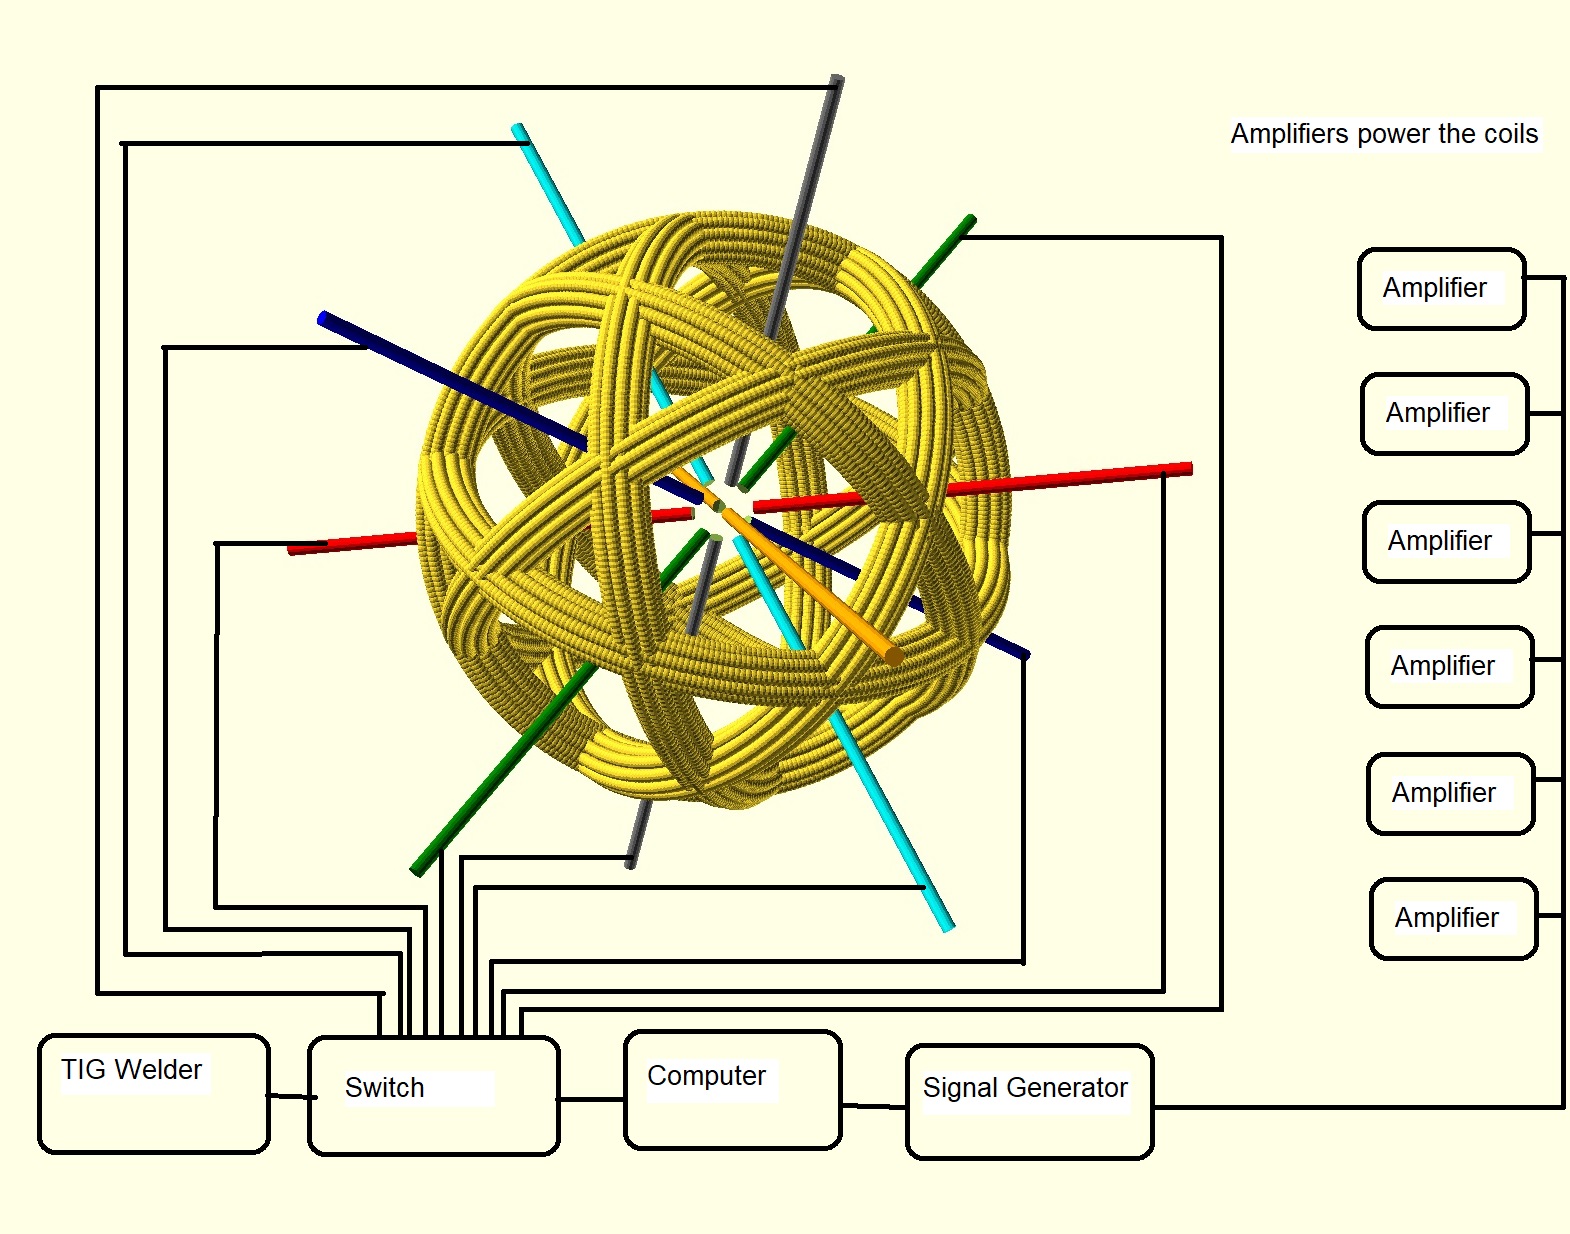 Amplifiers power the coils
Amplifier
Amplifier
Amplifier
Amplifier
Amplifier
Amplifier
TIG Welder
Switch
Computer
Signal Generator